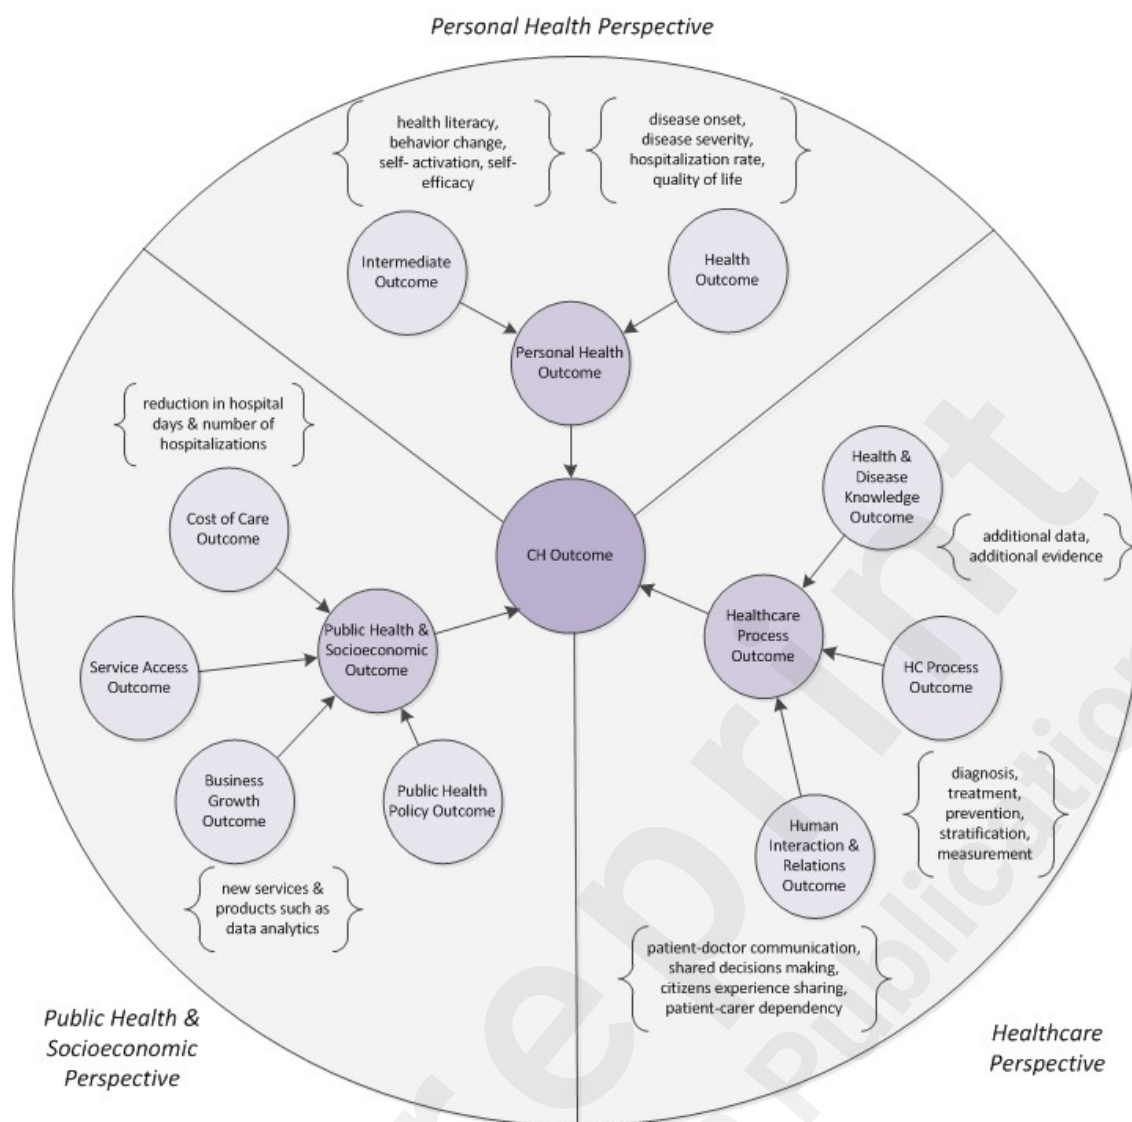 Personal Health Perspective
health literacy,
behavior change,
self- activation, self-
efficacy
disease onset,
disease severity,
hospitalization rate,
quality of life
Intermediate
Outcome
Health
Outcome
Personal Health
Outcome
reduction in hospital
days & number of
hospitalizations
Cost of Care
Outcome
Health &
Disease
Knowledge
Outcome
additional data,
additional evidence
CH Outcome
Public Health &
Socioeconomic
Outcome
Healthcare
Process
Outcome
Service Access
Outcome
HC Process
Outcome
Business
Growth
Outcome
Public Health
Policy Outcome
diagnosis,
treatment,
prevention,
stratification,
measurement
Human
Interaction &
Relations
Outcome
new services &
products such as
data analytics
patient-doctor communication,
shared decisions making,
citizens experience sharing,
patient-carer dependency
Public Health &
Socioeconomic
Perspective
Healthcare
Perspective
eprint
Publication